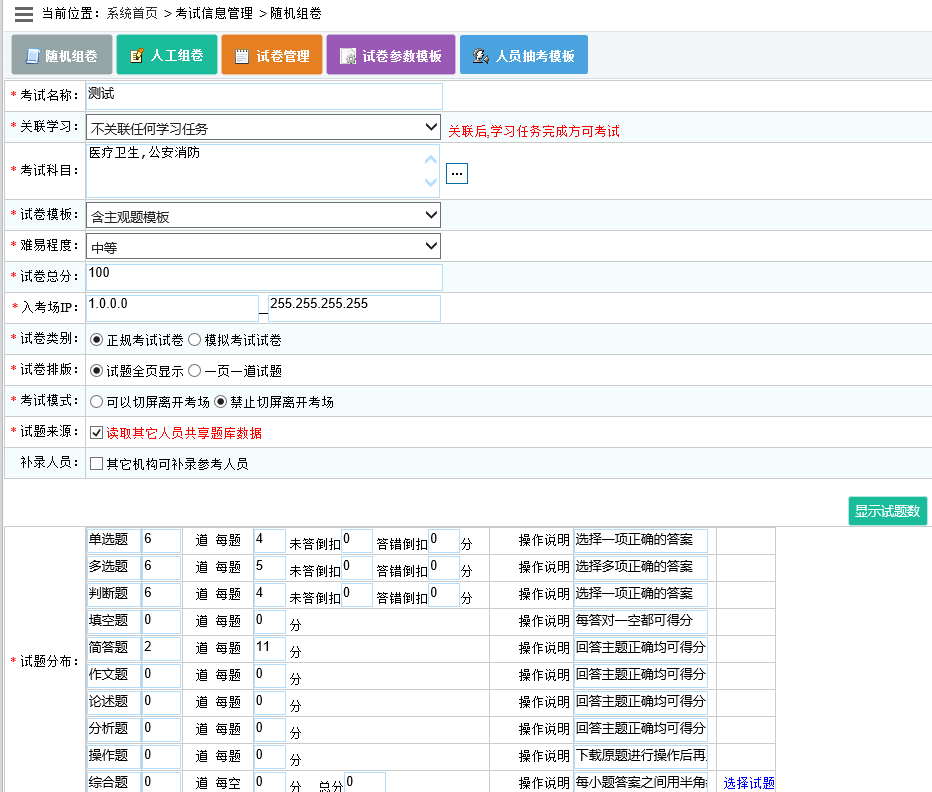 当前位置：系统首页 >考试信息管理 >随机组卷
随机组卷 人工组卷 试卷管理 试卷参数模板 人员抽考模板
* 考试名称： 测试
* 关联学习： 不关联任何学习任务 关联后,学习任务完成方可考试
* 考试科目： 医疗卫生,公安消防 ...
* 试卷模板： 含主观题模板
* 难易程度： 中等
* 试卷总分： 100
* 入考场IP： 1.0.0.0 _ 255.255.255.255
* 试卷类别： 正规考试试卷 模拟考试试卷
* 试卷排版： 试题全页显示 一页一道试题
* 考试模式： 可以切屏离开考场 禁止切屏离开考场
* 试题来源： 读取其它人员共享题库数据
补录人员： 其它机构可补录参考人员
显示试题数
* 试题分布：
单选题 6 道 每题 4 未答倒扣 0 答错倒扣 0 分 操作说明 选择一项正确的答案
多选题 6 道 每题 5 未答倒扣 0 答错倒扣 0 分 操作说明 选择多项正确的答案
判断题 6 道 每题 4 未答倒扣 0 答错倒扣 0 分 操作说明 选择一项正确的答案
填空题 0 道 每题 0 分 操作说明 每答对一空都可得分
简答题 2 道 每题 11 分 操作说明 回答主题正确均可得分
作文题 0 道 每题 0 分 操作说明 回答主题正确均可得分
论述题 0 道 每题 0 分 操作说明 回答主题正确均可得分
分析题 0 道 每题 0 分 操作说明 回答主题正确均可得分
操作题 0 道 每题 0 分 操作说明 下载原题进行操作后再
综合题 0 道 每空 0 分 总分 0 操作说明 每小题答案之间用半角 选择试题